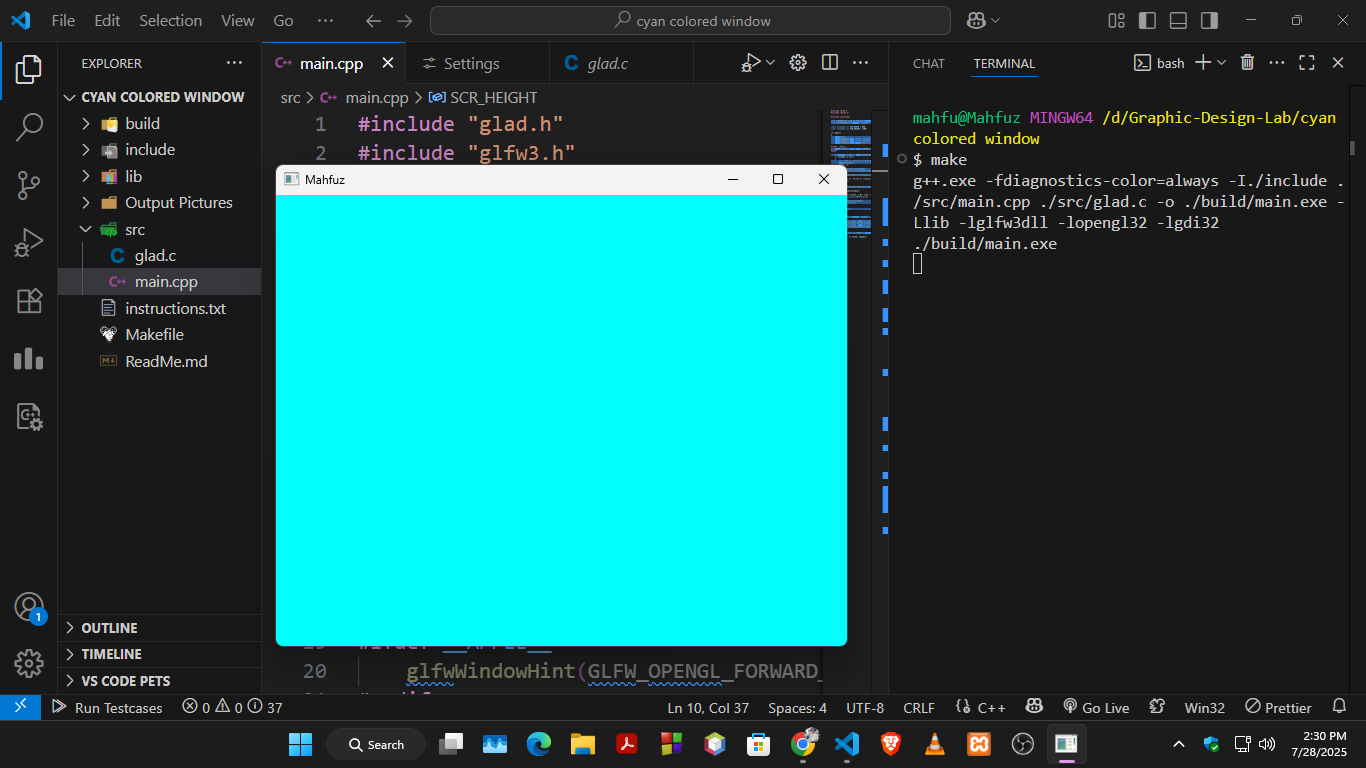 File Edit Selection View Go ··· cyan colored window
EXPLORER ···
CYAN COLORED WINDOW
build
include
lib
Output Pictures
src
glad.c
main.cpp
instructions.txt
Makefile
ReadMe.md
OUTLINE
TIMELINE
VS CODE PETS
main.cpp Settings glad.c
src > main.cpp > SCR_HEIGHT
1 #include "glad.h"
2 #include "glfw3.h"
Mahfuz
20 glfwWindowHint(GLFW_OPENGL_FORWARD_
CHAT TERMINAL bash
mahfu@Mahfuz MINGW64 /d/Graphic-Design-Lab/cyan
colored window
$ make
g++.exe -fdiagnostics-color=always -I./include .
/src/main.cpp ./src/glad.c -o ./build/main.exe -
Llib -lglfw3dll -lopengl32 -lgdi32
./build/main.exe
1
Run Testcases 0 0 37 Ln 10, Col 37 Spaces: 4 UTF-8 CRLF C++ Go Live Win32 Prettier
Search
2:30 PM
7/28/2025